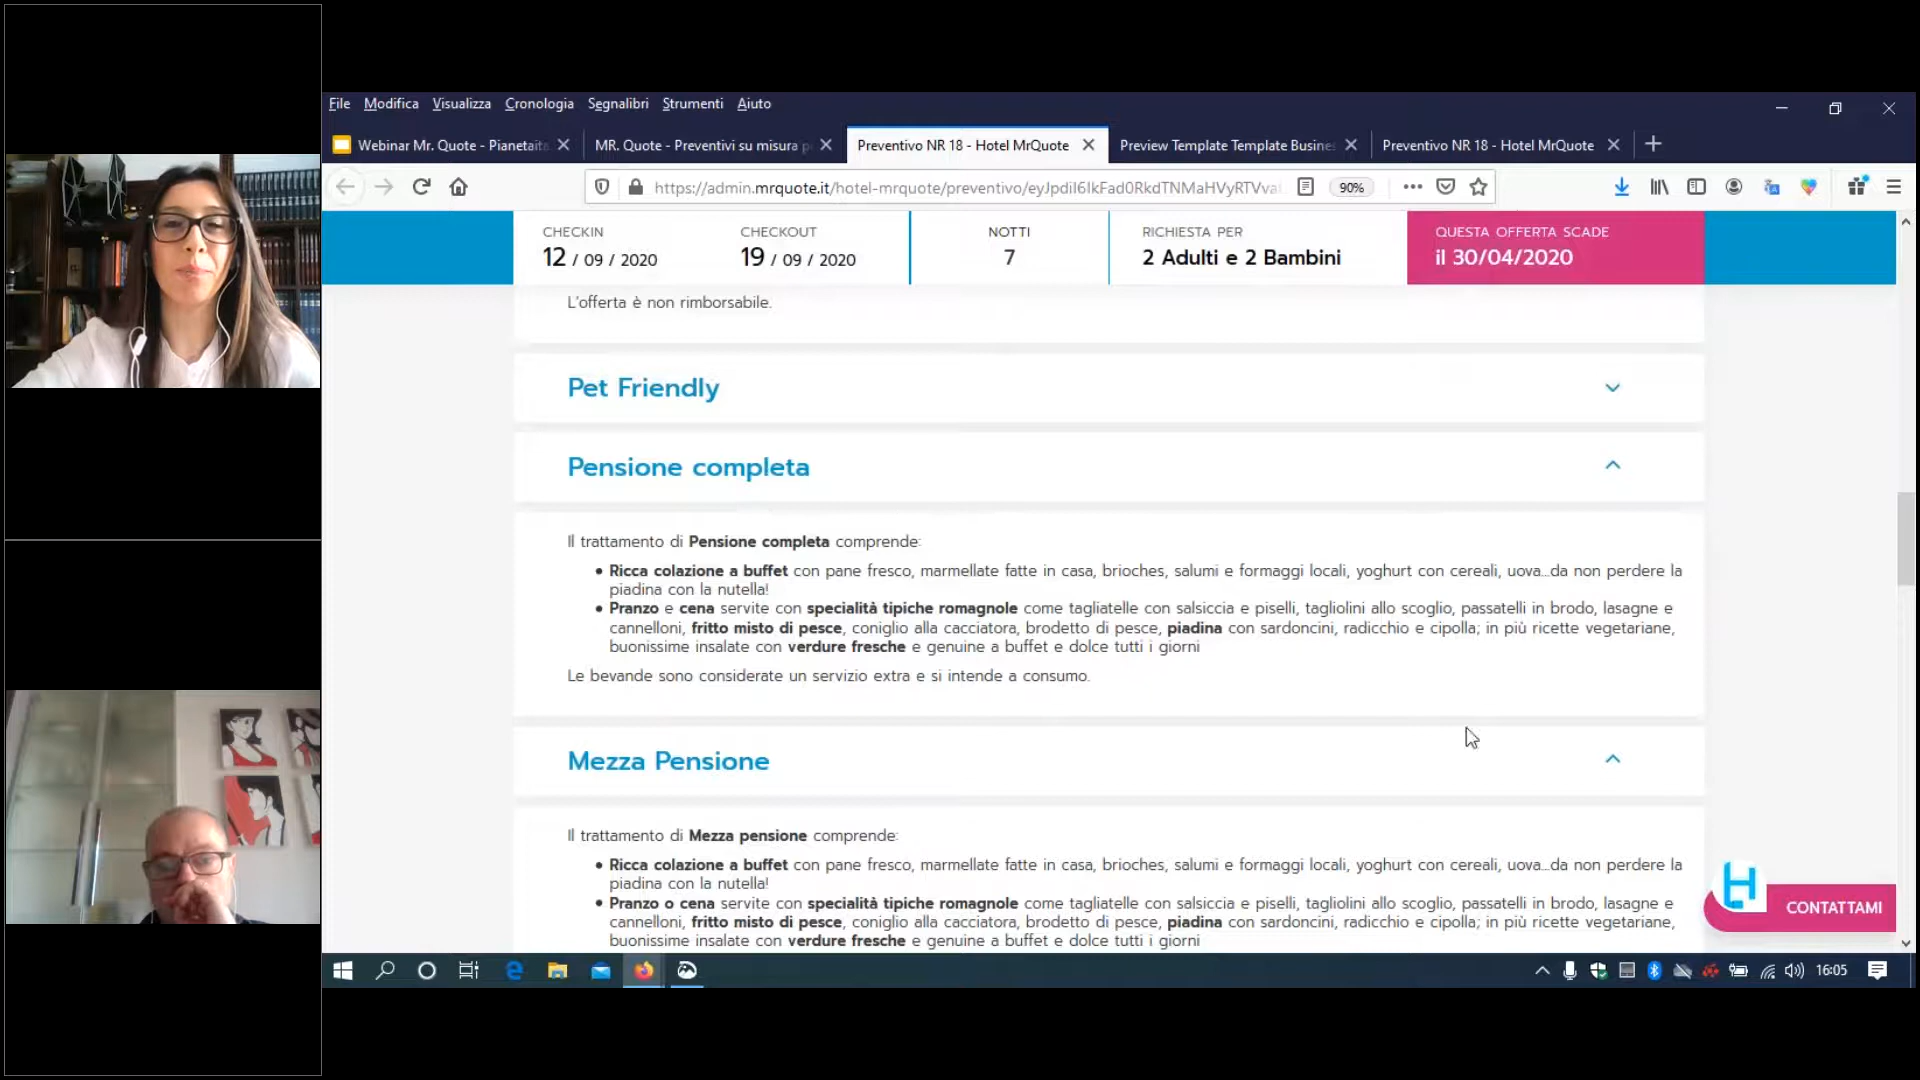 File Modifica Visualizza Cronologia Segnalibri Strumenti Aiuto
Webinar Mr. Quote - Pianetaita
MR. Quote - Preventivi su misura p
Preventivo NR 18 - Hotel MrQuote
Preview Template Template Busine
Preventivo NR 18 - Hotel MrQuote
https://admin.mrquote.it/hotel-mrquote/preventivo/ 90%
CHECKIN
12 / 09 / 2020
CHECKOUT
19 / 09 / 2020
NOTTI
7
RICHIESTA PER
2 Adulti e 2 Bambini
QUESTA OFFERTA SCADE
il 30/04/2020
L'offerta è non rimborsabile.
Pet Friendly
Pensione completa
Il trattamento di Pensione completa comprende:
• Ricca colazione a buffet con pane fresco, marmellate fatte in casa, brioches, salumi e formaggi locali, yoghurt con cereali, uova...da non perdere la
piadina con la nutella!
• Pranzo e cena servite con specialità tipiche romagnole come tagliatelle con salsiccia e piselli, tagliolini allo scoglio, passatelli in brodo, lasagne e
cannelloni, fritto misto di pesce, coniglio alla cacciatora, brodetto di pesce, piadina con sardoncini, radicchio e cipolla; in più ricette vegetariane,
buonissime insalate con verdure fresche e genuine a buffet e dolce tutti i giorni
Le bevande sono considerate un servizio extra e si intende a consumo.
Mezza Pensione
Il trattamento di Mezza pensione comprende:
• Ricca colazione a buffet con pane fresco, marmellate fatte in casa, brioches, salumi e formaggi locali, yoghurt con cereali, uova...da non perdere la
piadina con la nutella!
• Pranzo o cena servite con specialità tipiche romagnole come tagliatelle con salsiccia e piselli, tagliolini allo scoglio, passatelli in brodo, lasagne e
cannelloni, fritto misto di pesce, coniglio alla cacciatora, brodetto di pesce, piadina con sardoncini, radicchio e cipolla; in più ricette vegetariane,
buonissime insalate con verdure fresche e genuine a buffet e dolce tutti i giorni
CONTATTAMI
16:05